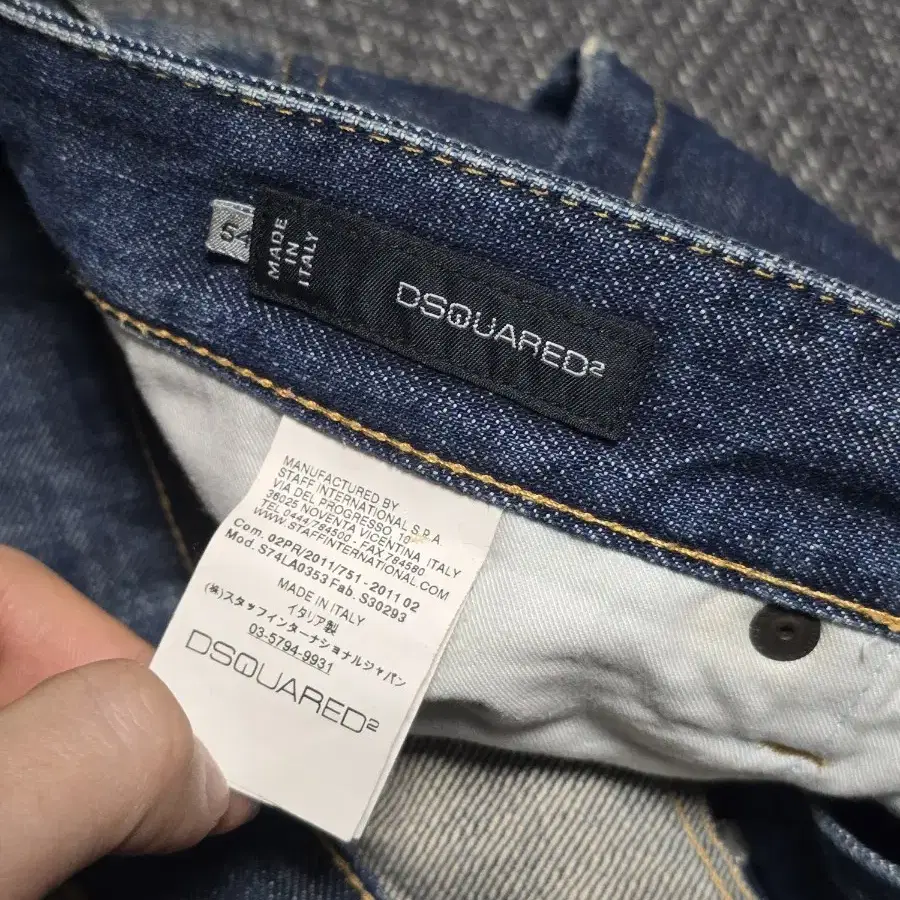 MADE
IN
ITALY
DSQUARED2
MANUFACTURED BY
STAFF INTERNATIONAL S.P.A
VIA DEL PROGRESSO 10
36025 NOVENTA VICENTINA ITALY
TEL 0444/784500 - FAX 784580
WWW.STAFFINTERNATIONAL.COM
Com. 02PR/2011/751 - 2011 02
Mod. S74LA0353 Fab. S30293
MADE IN ITALY
イタリア製
(株)スタッフインターナショナルジャパン
03-5794-9931
DSQUARED2